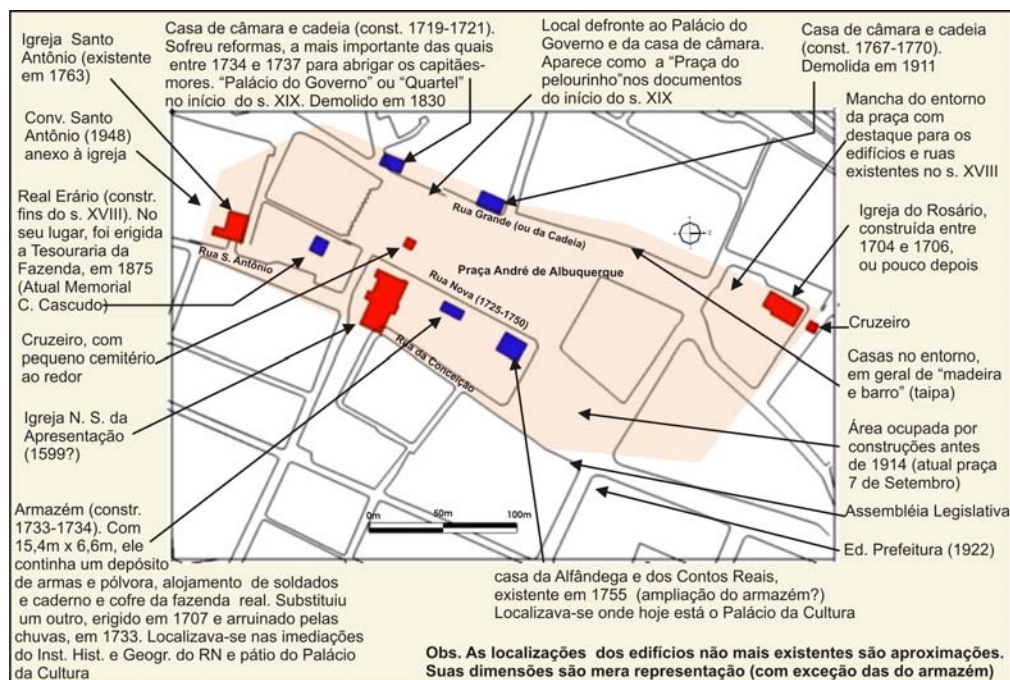 Igreja Santo
Antônio (existente
em 1763)
Conv. Santo
Antônio (1948)
anexo à igreja
Real Erário (constr.
fins do s. XVIII). No
seu lugar, foi erigida
a Tesouraria da
Fazenda, em 1875
(Atual Memorial
C. Cascudo)
Cruzeiro, com
pequeno cemitério
ao redor
Igreja N. S. da
Apresentação
(1599?)
Armazém (constr.
1733-1734). Com
15,4m x 6,6m, ele
continha um depósito
de armas e pólvora, alojamento de soldados
e caderno e cofre da fazenda real. Substituiu
um outro, erigido em 1707 e arruinado pelas
chuvas, em 1733. Localizava-se nas imediações
do Inst. Hist. e Geogr. do RN e pátio do Palácio
da Cultura
Casa de câmara e cadeia (const. 1719-1721).
Sofreu reformas, a mais importante das quais
entre 1734 e 1737 para abrigar os capitães-
mores. “Palácio do Governo” ou “Quartel”
no início do s. XIX. Demolido em 1830
Local defronte ao Palácio do
Governo e da casa de câmara.
Aparece como a “Praça do
pelourinho”nos documentos
do início do s. XIX
Casa de câmara e cadeia
(const. 1767-1770).
Demolida em 1911
Mancha do entorno
da praça com
destaque para os
edifícios e ruas
existentes no s. XVIII
Igreja do Rosário,
construída entre
1704 e 1706,
ou pouco depois
Cruzeiro
Casas no entorno,
em geral de “madeira
e barro” (taipa)
Área ocupada por
construções antes
de 1914 (atual praça
7 de Setembro)
Assembléia Legislativa
Ed. Prefeitura (1922)
Rua Grande (ou da Cadeia)
Praça André de Albuquerque
Rua S. Antônio
Rua Nova (1725-1750)
Rua da Conceição
0m 50m 100m
casa da Alfândega e dos Contos Reais,
existente em 1755 (ampliação do armazém?)
Localizava-se onde hoje está o Palácio da Cultura
Obs. As localizações dos edifícios não mais existentes são aproximações.
Suas dimensões são mera representação (com exceção das do armazém)